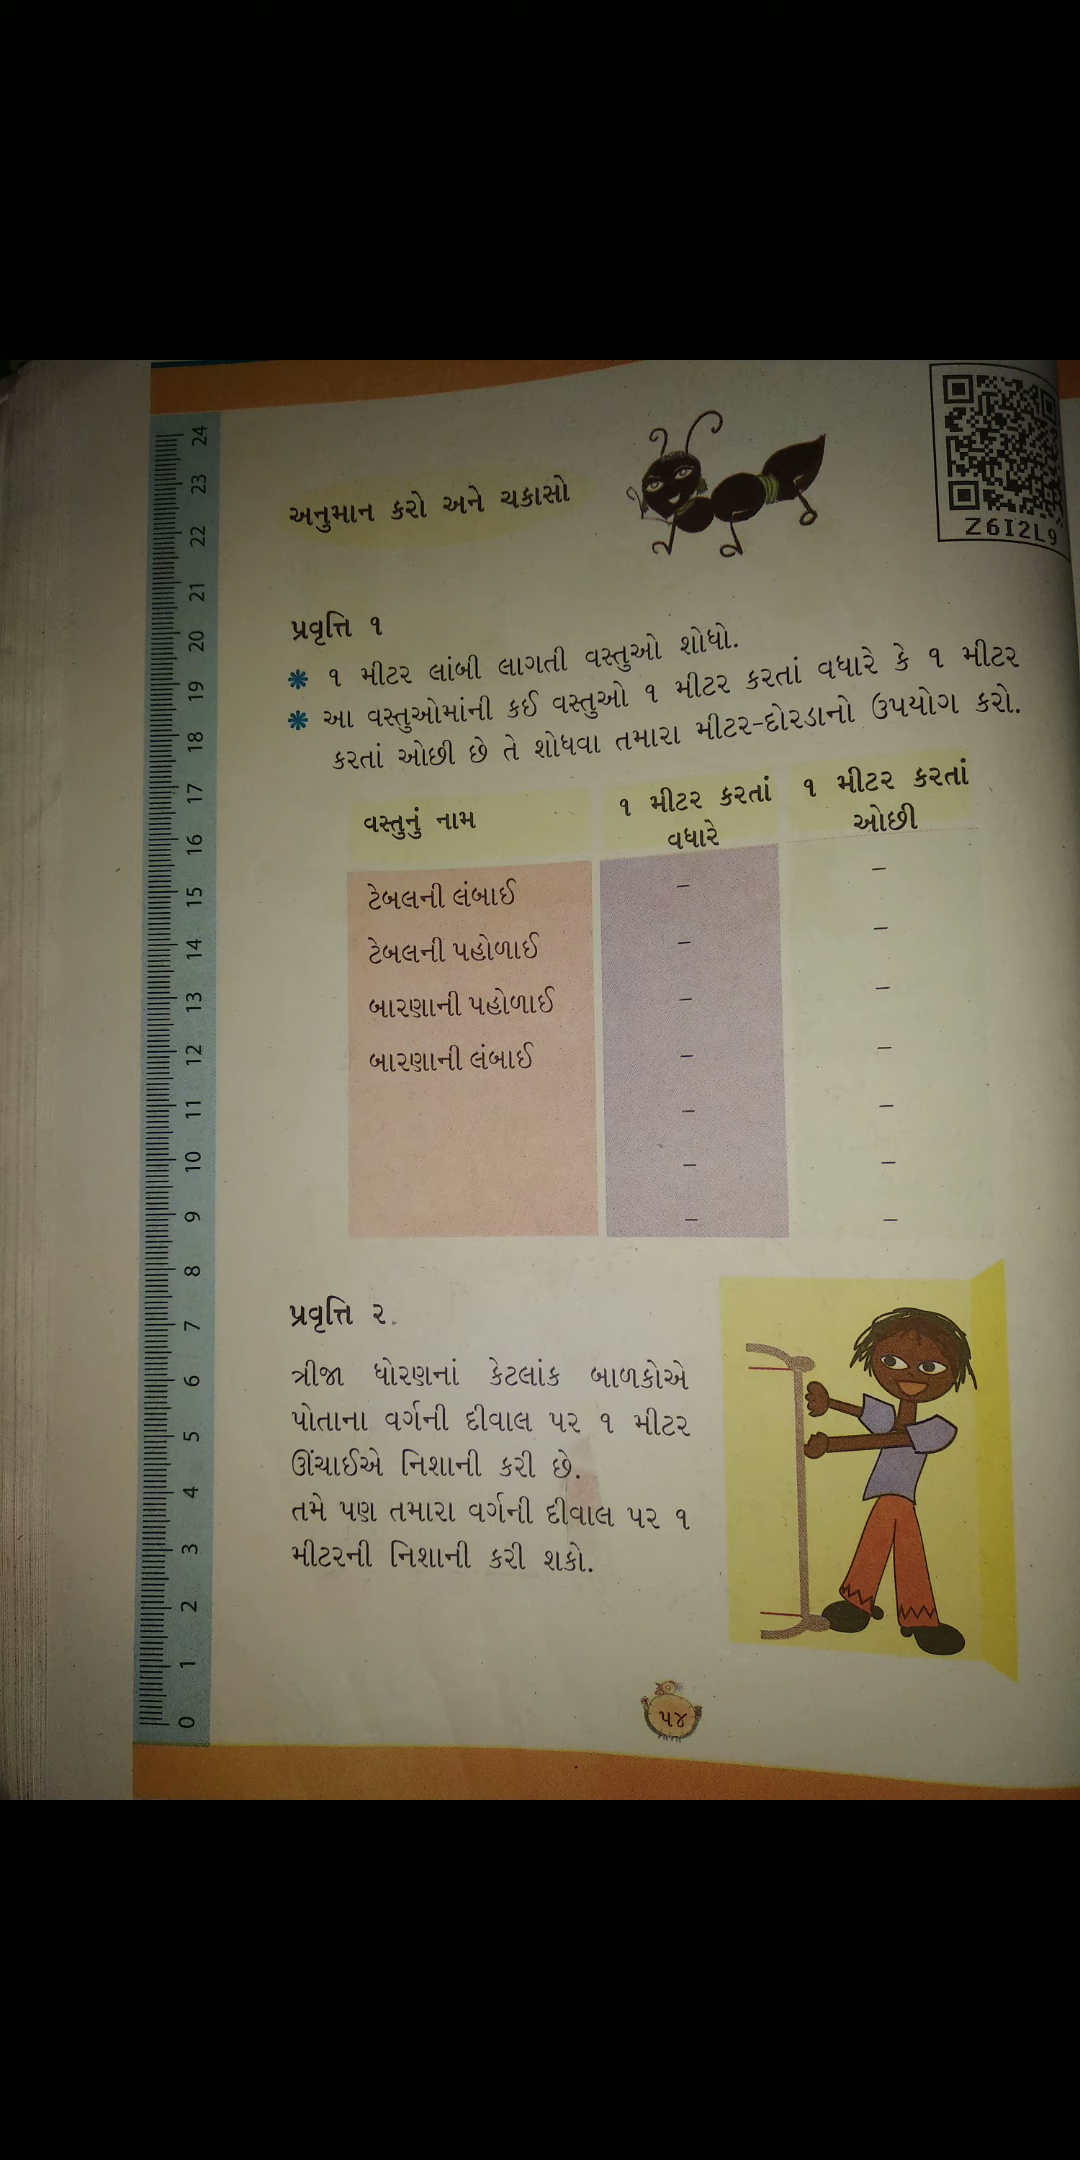 Z6I2L9
અનુમાન કરો અને ચકાસો
પ્રવૃત્તિ ૧
૧ મીટર લાંબી લાગતી વસ્તુઓ શોધો.
આ વસ્તુઓમાંની કઈ વસ્તુઓ ૧ મીટર કરતાં વધારે કે ૧ મીટર
કરતાં ઓછી છે તે શોધવા તમારા મીટર-દોરડાનો ઉપયોગ કરો.
વસ્તુનું નામ ૧ મીટર કરતાં વધારે ૧ મીટર કરતાં ઓછી
ટેબલની લંબાઈ – –
ટેબલની પહોળાઈ – –
બારણાની પહોળાઈ – –
બારણાની લંબાઈ – –
– –
– –
– –
પ્રવૃત્તિ ૨.
ત્રીજા ધોરણનાં કેટલાંક બાળકોએ
પોતાના વર્ગની દીવાલ પર ૧ મીટર
ઊંચાઈએ નિશાની કરી છે.
તમે પણ તમારા વર્ગની દીવાલ પર ૧
મીટરની નિશાની કરી શકો.
૫૪
0 1 2 3 4 5 6 7 8 9 10 11 12 13 14 15 16 17 18 19 20 21 22 23 24